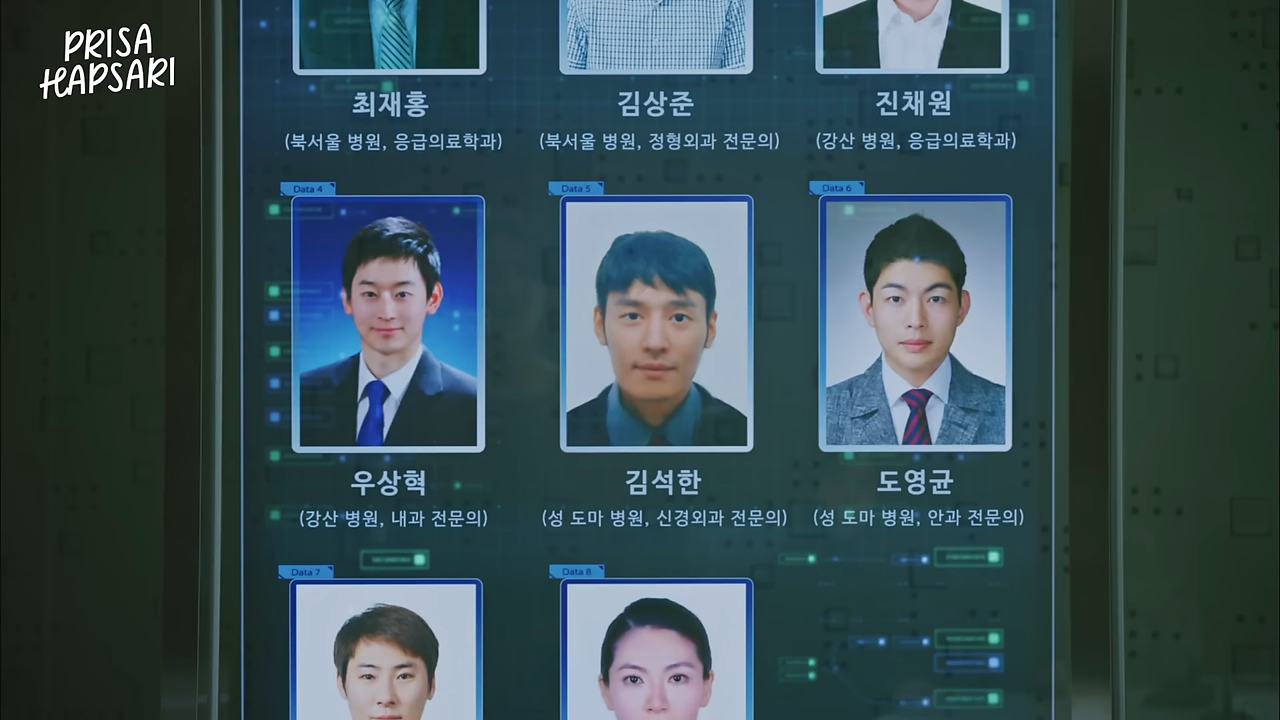 PRISA
HAPSARI
최재홍
김상준
진채원
(북서울 병원, 응급의료학과)
(북서울 병원, 정형외과 전문의)
(강산 병원, 응급의료학과)
Data 4
Data 5
Data 6
우상혁
김석한
도영균
(강산 병원, 내과 전문의)
(성 도마 병원, 신경외과 전문의)
(성 도마 병원, 안과 전문의)
Data 7
Data 8